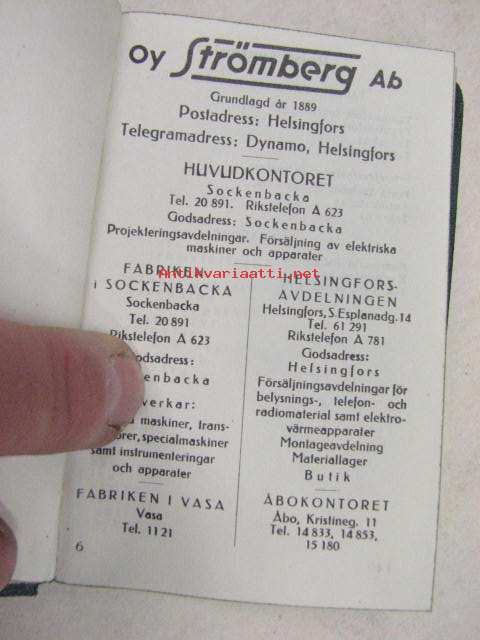 OY Strömberg AB
Grundlagd år 1889
Postadress: Helsingfors
Telegramadress: Dynamo, Helsingfors
HUVUDKONTORET
Sockenbacka
Tel. 20 891. Rikstelefon A 623
Godsadress: Sockenbacka
Projekteringsavdelningar. Försäljning av elektriska
maskiner och apparater
Antikvariaatti.net
FABRIKEN
i SOCKENBACKA
Sockenbacka
Tel. 20 891
Rikstelefon A 623
odsadress:
enbacka
verkar:
maskiner, trans-
orer, specialmaskiner
samt instrumenteringar
och apparater
FABRIKEN I VASA
Vasa
Tel. 11 21
6
HELSINGFORS-
AVDELNINGEN
Helsingfors, S. Esplanadg. 14
Tel. 61 291
Rikstelefon A 781
Godsadress:
Helsingfors
Försäljningsavdelningar för
belysnings-, telefon- och
radiomaterial samt elektro-
värmeapparater
Montageavdelning
Materiallager
Butik
ÅBOKONTORET
Åbo, Kristineg. 11
Tel. 14 833, 14 853,
15 180